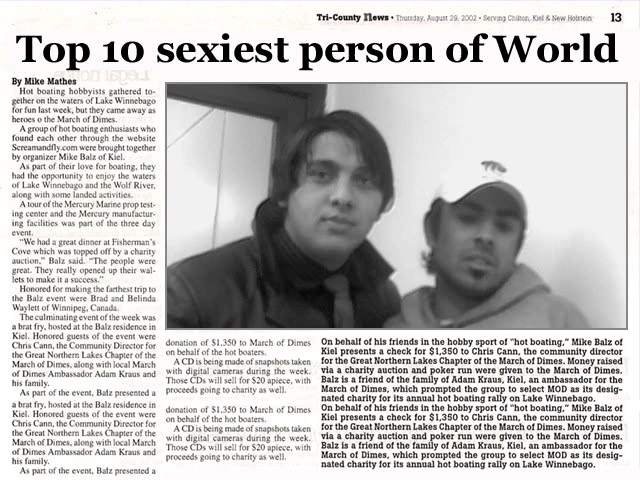 Tri-County News • Thursday, August 29, 2002 • Serving Chilton, Kiel & New Holstein 13
Top 10 sexiest person of World
By Mike Mathes
Hot boating hobbyists gathered to-
gether on the waters of Lake Winnebago
for fun last week, but they came away as
heroes o the March of Dimes.
A group of hot boating enthusiasts who
found each other through the website
Screamandfly.com were brought together
by organizer Mike Balz of Kiel.
As part of their love for boating, they
had the opportunity to enjoy the waters
of Lake Winnebago and the Wolf River,
along with some landed activities.
A tour of the Mercury Marine prop test-
ing center and the Mercury manufactur-
ing facilities was part of the three day
event.
"We had a great dinner at Fisherman's
Cove which was topped off by a charity
auction," Balz said. "The people were
great. They really opened up their wal-
lets to make it a success."
Honored for making the farthest trip to
the Balz event were Brad and Belinda
Waylett of Winnipeg, Canada.
The culminating event of the week was
a brat fry, hosted at the Balz residence in
Kiel. Honored guests of the event were
Chris Cann, the Community Director for
the Great Northern Lakes Chapter of the
March of Dimes, along with local March
of Dimes Ambassador Adam Kraus and
his family.
As part of the event, Balz presented a
a brat fry, hosted at the Balz residence in
Kiel. Honored guests of the event were
Chris Cann, the Community Director for
the Great Northern Lakes Chapter of the
March of Dimes, along with local March
of Dimes Ambassador Adam Kraus and
his family.
As part of the event, Balz presented a
donation of $1,350 to March of Dimes
on behalf of the hot boaters.
A CD is being made of snapshots taken
with digital cameras during the week.
Those CDs will sell for $20 apiece, with
proceeds going to charity as well.
donation of $1,350 to March of Dimes
on behalf of the hot boaters.
A CD is being made of snapshots taken
with digital cameras during the week.
Those CDs will sell for $20 apiece, with
proceeds going to charity as well.
On behalf of his friends in the hobby sport of "hot boating," Mike Balz of
Kiel presents a check for $1,350 to Chris Cann, the community director
for the Great Northern Lakes Chapter of the March of Dimes. Money raised
via a charity auction and poker run were given to the March of Dimes.
Balz is a friend of the family of Adam Kraus, Kiel, an ambassador for the
March of Dimes, which prompted the group to select MOD as its desig-
nated charity for its annual hot boating rally on Lake Winnebago.
On behalf of his friends in the hobby sport of "hot boating," Mike Balz of
Kiel presents a check for $1,350 to Chris Cann, the community director
for the Great Northern Lakes Chapter of the March of Dimes. Money raised
via a charity auction and poker run were given to the March of Dimes.
Balz is a friend of the family of Adam Kraus, Kiel, an ambassador for the
March of Dimes, which prompted the group to select MOD as its desig-
nated charity for its annual hot boating rally on Lake Winnebago.